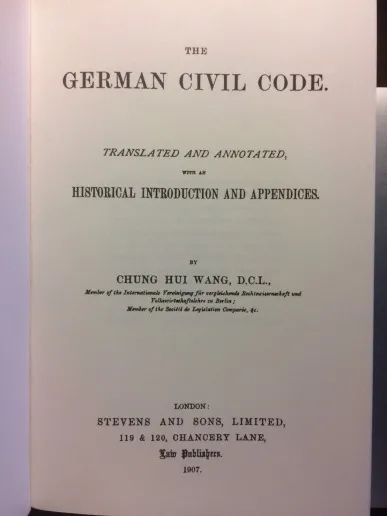 THE
GERMAN CIVIL CODE.
TRANSLATED AND ANNOTATED,
WITH AN
HISTORICAL INTRODUCTION AND APPENDICES.
BY
CHUNG HUI WANG, D.C.L.,
Member of the Internationale Vereinigung für vergleichende Rechtswissenschaft und
Volkswirthschaftslehre zu Berlin;
Member of the Société de Legislation Comparée, &c.
LONDON:
STEVENS AND SONS, LIMITED,
119 & 120, CHANCERY LANE,
Law Publishers.
1907.